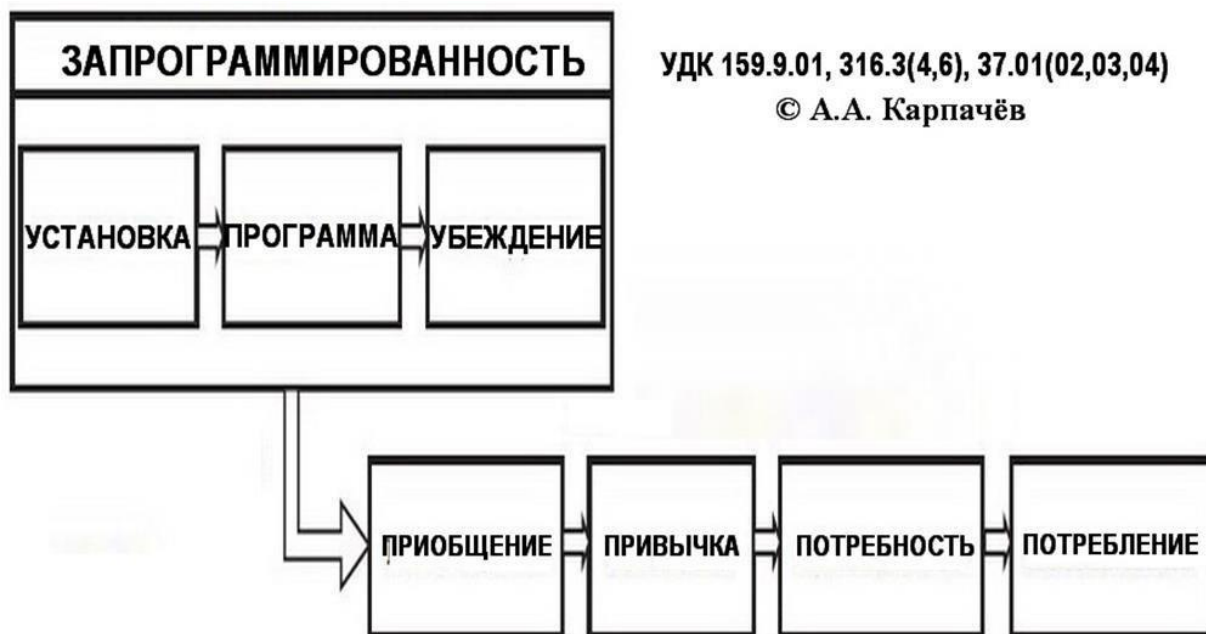 ЗАПРОГРАММИРОВАННОСТЬ
УДК 159.9.01, 316.3(4,6), 37.01(02,03,04)
© А.А. Карпачёв
УСТАНОВКА ПРОГРАММА УБЕЖДЕНИЕ
ПРИОБЩЕНИЕ ПРИВЫЧКА ПОТРЕБНОСТЬ ПОТРЕБЛЕНИЕ